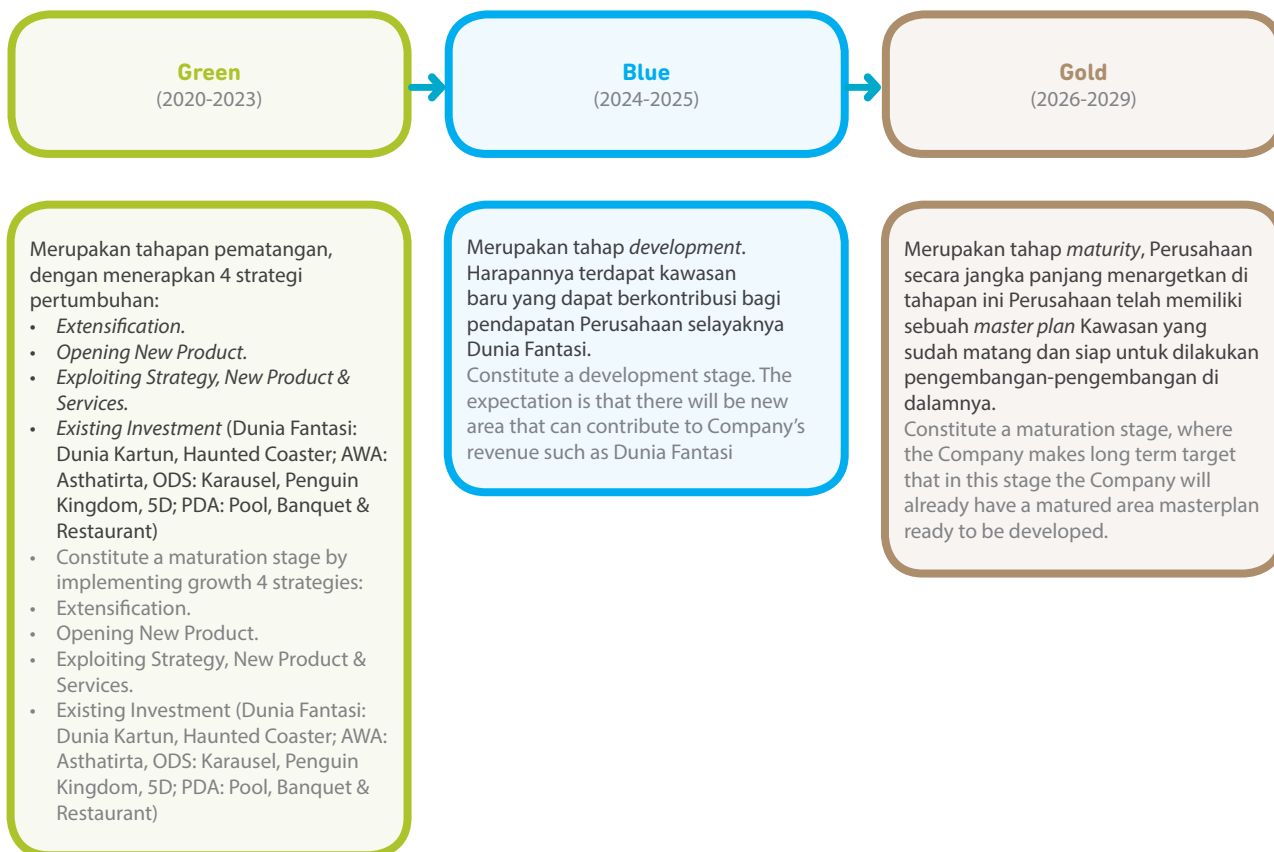 Green
(2020-2023)
Blue
(2024-2025)
Gold
(2026-2029)
Merupakan tahapan pematangan,
dengan menerapkan 4 strategi
pertumbuhan:
• Extensification.
• Opening New Product.
• Exploiting Strategy, New Product &
Services.
• Existing Investment (Dunia Fantasi:
Dunia Kartun, Haunted Coaster; AWA:
Asthatirta, ODS: Karausel, Penguin
Kingdom, 5D; PDA: Pool, Banquet &
Restaurant)
• Constitute a maturation stage by
implementing growth 4 strategies:
• Extensification.
• Opening New Product.
• Exploiting Strategy, New Product &
Services.
• Existing Investment (Dunia Fantasi:
Dunia Kartun, Haunted Coaster; AWA:
Asthatirta, ODS: Karausel, Penguin
Kingdom, 5D; PDA: Pool, Banquet &
Restaurant)
Merupakan tahap development.
Harapannya terdapat kawasan
baru yang dapat berkontribusi bagi
pendapatan Perusahaan selayaknya
Dunia Fantasi.
Constitute a development stage. The
expectation is that there will be new
area that can contribute to Company's
revenue such as Dunia Fantasi
Merupakan tahap maturity, Perusahaan
secara jangka panjang menargetkan di
tahapan ini Perusahaan telah memiliki
sebuah master plan Kawasan yang
sudah matang dan siap untuk dilakukan
pengembangan-pengembangan di
dalamnya.
Constitute a maturation stage, where
the Company makes long term target
that in this stage the Company will
already have a matured area masterplan
ready to be developed.